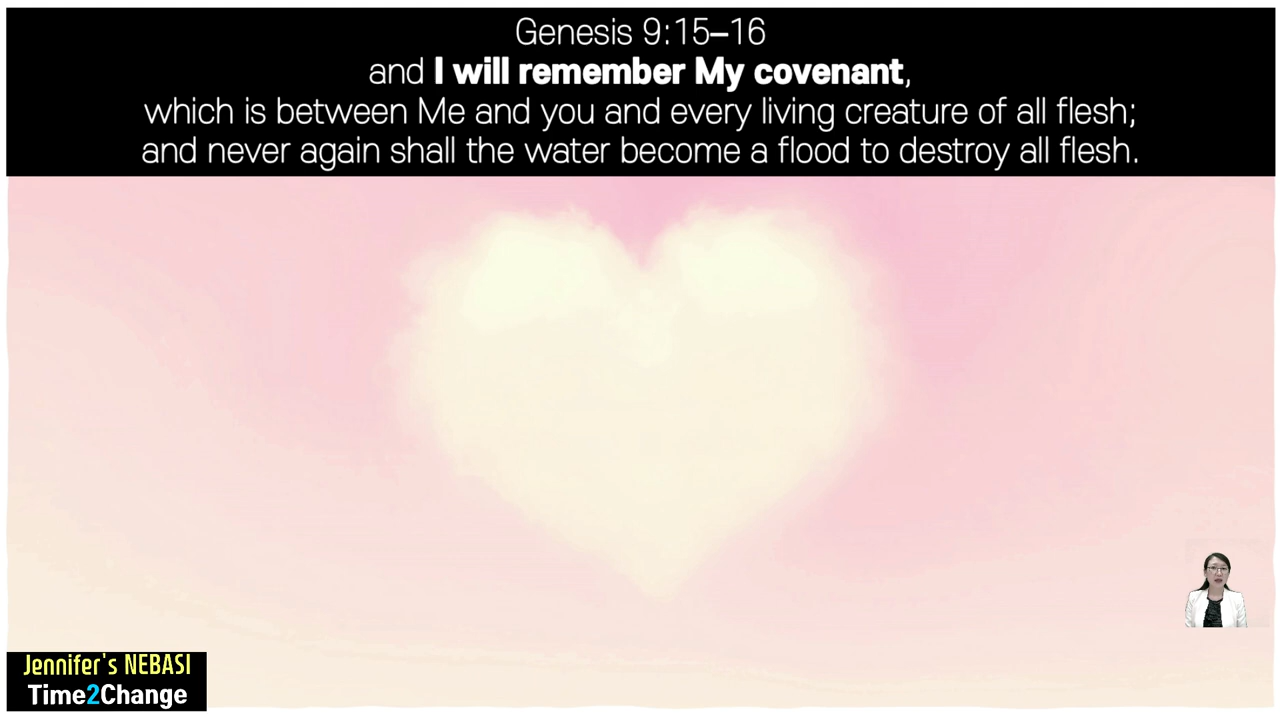 Genesis 9:15–16
and I will remember My covenant,
which is between Me and you and every living creature of all flesh;
and never again shall the water become a flood to destroy all flesh.
Jennifer's NEBASI
Time2Change